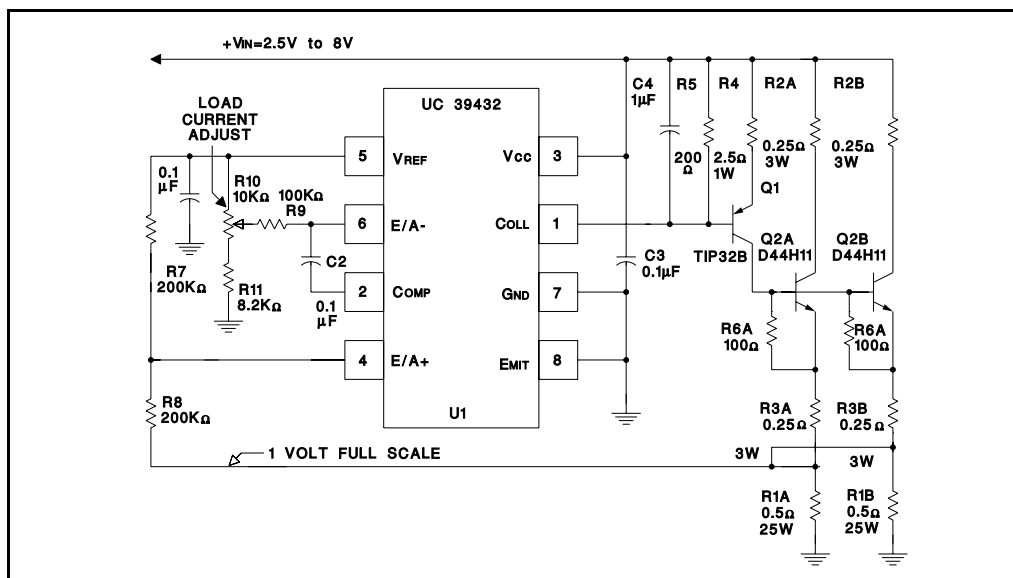 +VIN=2.5V to 8V
C4
1µF
R5
R4
R2A
R2B
LOAD
CURRENT
ADJUST
UC 39432
5
VREF
VCC
3
0.1
µF
R10
10KΩ
100KΩ
R9
200
Ω
2.5Ω
1W
0.25Ω
3W
0.25Ω
3W
Q1
6
E/A-
COLL
1
TIP32B
Q2A
D44H11
Q2B
D44H11
C2
C3
0.1µF
R7
200KΩ
R11
8.2KΩ
0.1
µF
2
COMP
GND
7
R6A
100Ω
R6A
100Ω
4
E/A+
EMIT
8
R8
200KΩ
U1
R3A
0.25Ω
R3B
0.25Ω
1 VOLT FULL SCALE
3W
3W
R1A
0.5Ω
25W
R1B
0.5Ω
25W